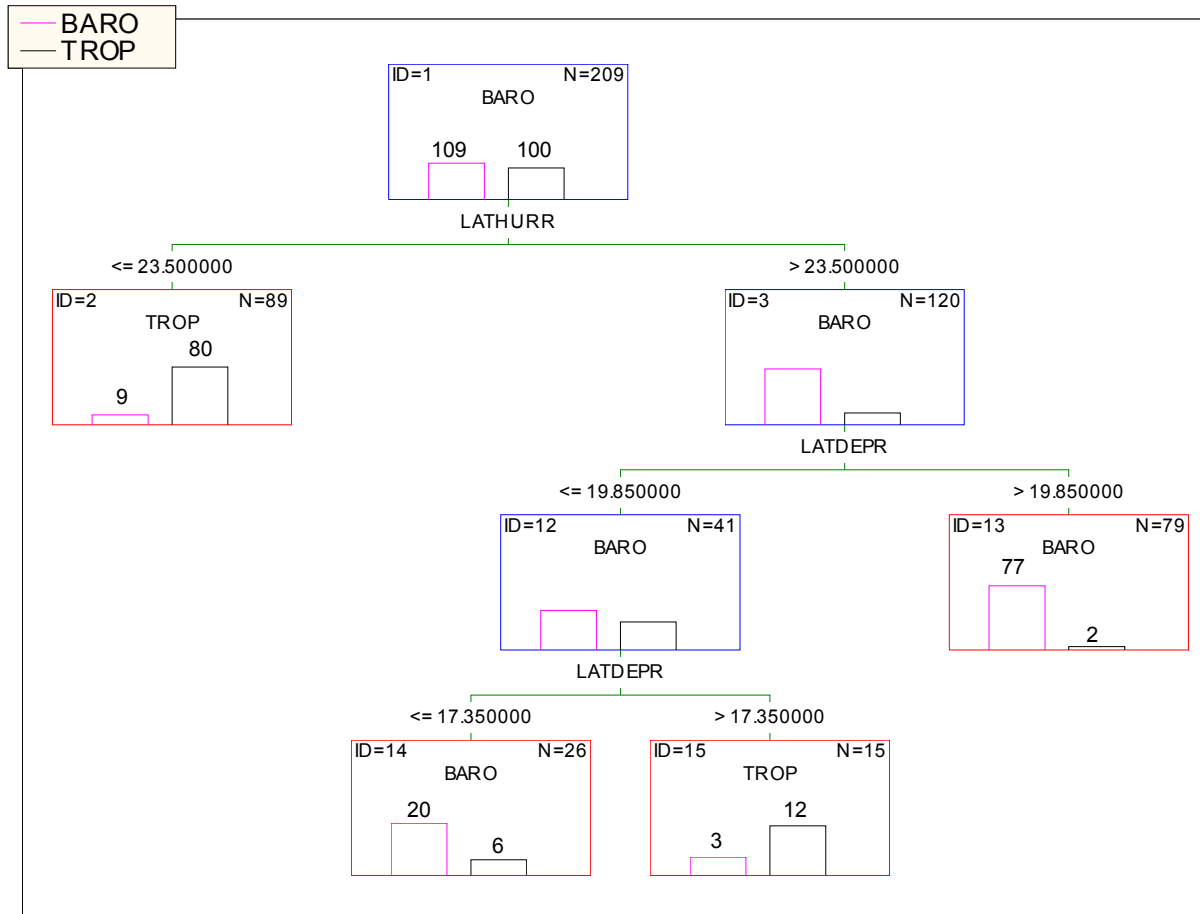 BARO
TROP
ID=1 N=209
BARO
109 100
LATHURR
<= 23.500000 > 23.500000
ID=2 N=89
TROP
9 80
ID=3 N=120
BARO
LATDEPR
<= 19.850000 > 19.850000
ID=12 N=41
BARO
ID=13 N=79
BARO
77 2
LATDEPR
<= 17.350000 > 17.350000
ID=14 N=26
BARO
20 6
ID=15 N=15
TROP
3 12